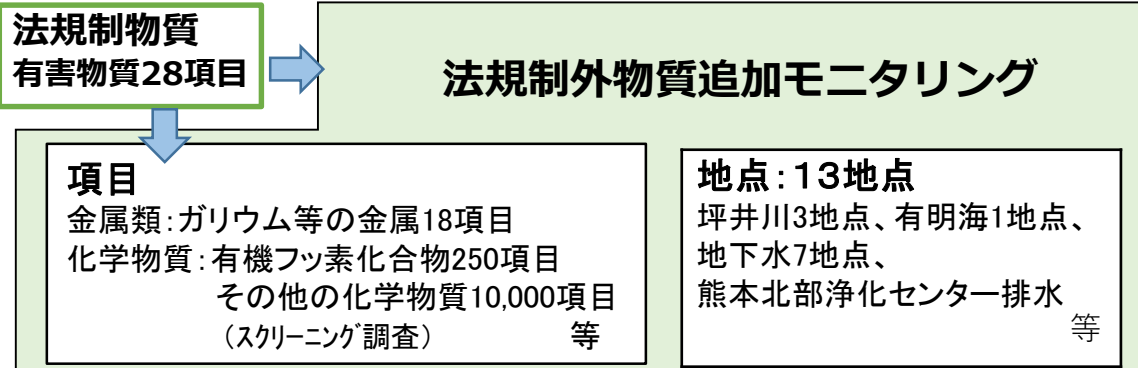 法規制物質
有害物質28項目
法規制外物質追加モニタリング
項目
金属類:ガリウム等の金属18項目
化学物質:有機フッ素化合物250項目
その他の化学物質10,000項目
(スクリーニング調査) 等
地点:13地点
坪井川3地点、有明海1地点、
地下水7地点、
熊本北部浄化センター排水
等